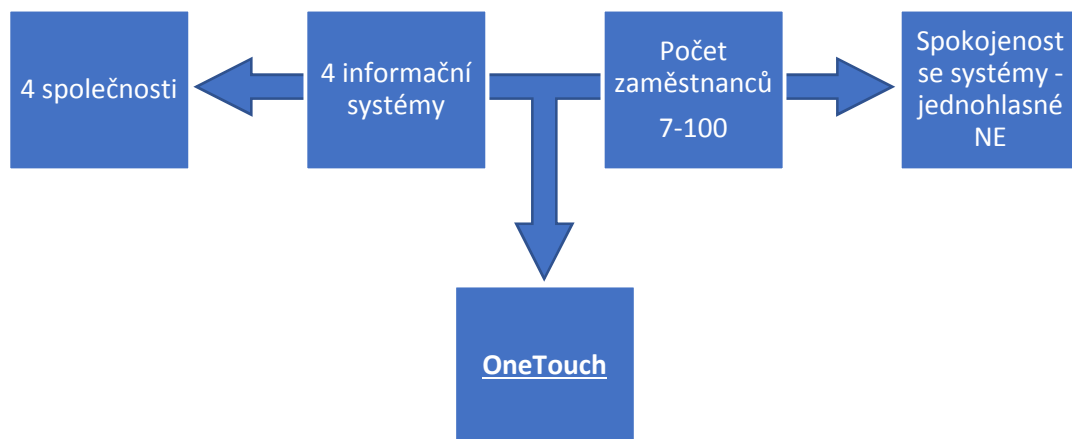 4 společnosti
4 informační
systémy
Počet
zaměstnanců
7-100
Spokojenost
se systémy -
jednohlasné
NE
OneTouch